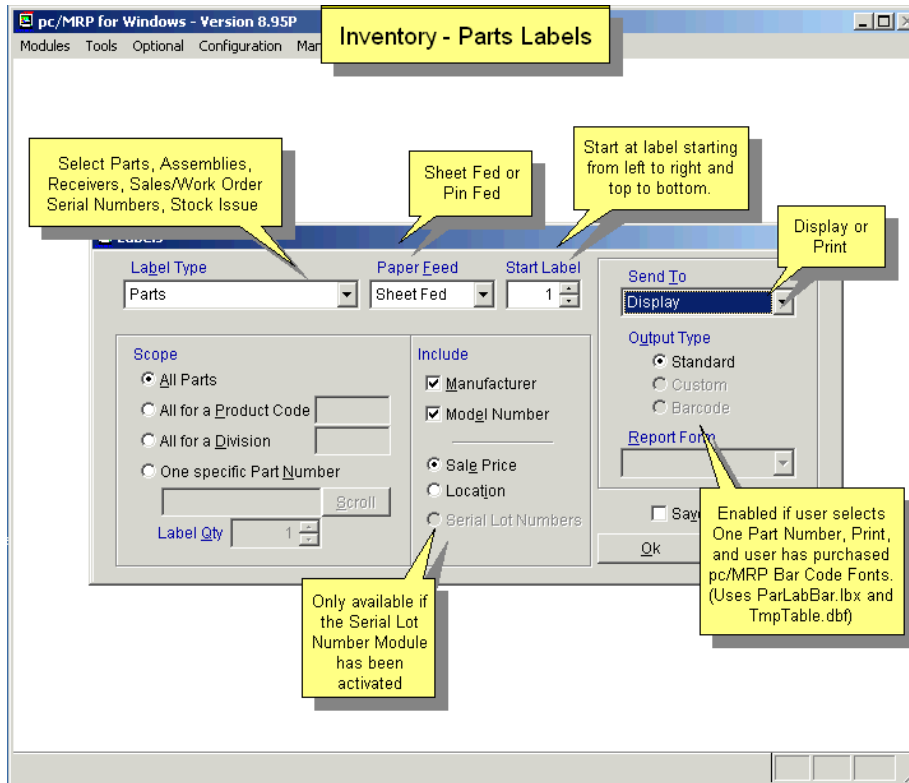 pc/MRP for Windows - Version 8.95P
Inventory - Parts Labels
Modules Tools Optional Configuration
Select Parts, Assemblies,
Receivers, Sales/Work Order
Serial Numbers, Stock Issue
Sheet Fed or
Pin Fed
Start at label starting
from left to right and
top to bottom.
Display or
Print
Labels
Label Type
Parts
Paper Feed
Sheet Fed
Start Label
1
Send To
Display
Output Type
Standard
Custom
Barcode
Report Form
Scope
All Parts
All for a Product Code
All for a Division
One specific Part Number
Scroll
Label Qty
1
Include
Manufacturer
Model Number
Sale Price
Location
Serial Lot Numbers
Ok
Only available if
the Serial Lot
Number Module
has been
activated
Enabled if user selects
One Part Number, Print,
and user has purchased
pc/MRP Bar Code Fonts.
(Uses ParLabBar.lbx and
TmpTable.dbf)